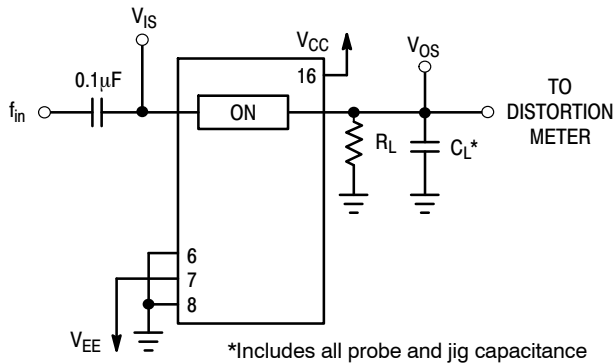 V_IS
V_CC
V_OS
0.1μF
16
f_in
ON
TO
DISTORTION
METER
R_L
C_L*
6
7
8
V_EE
*Includes all probe and jig capacitance